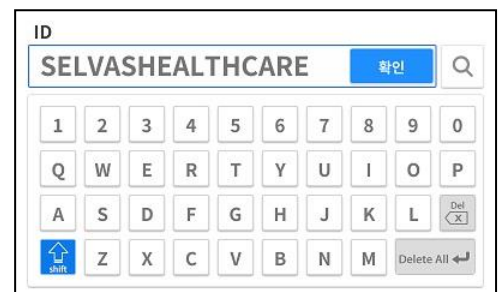 ID
SELVASHEALTHCARE 확인
1 2 3 4 5 6 7 8 9 0
Q W E R T Y U I O P
A S D F G H J K L Del X
shift Z X C V B N M Delete All